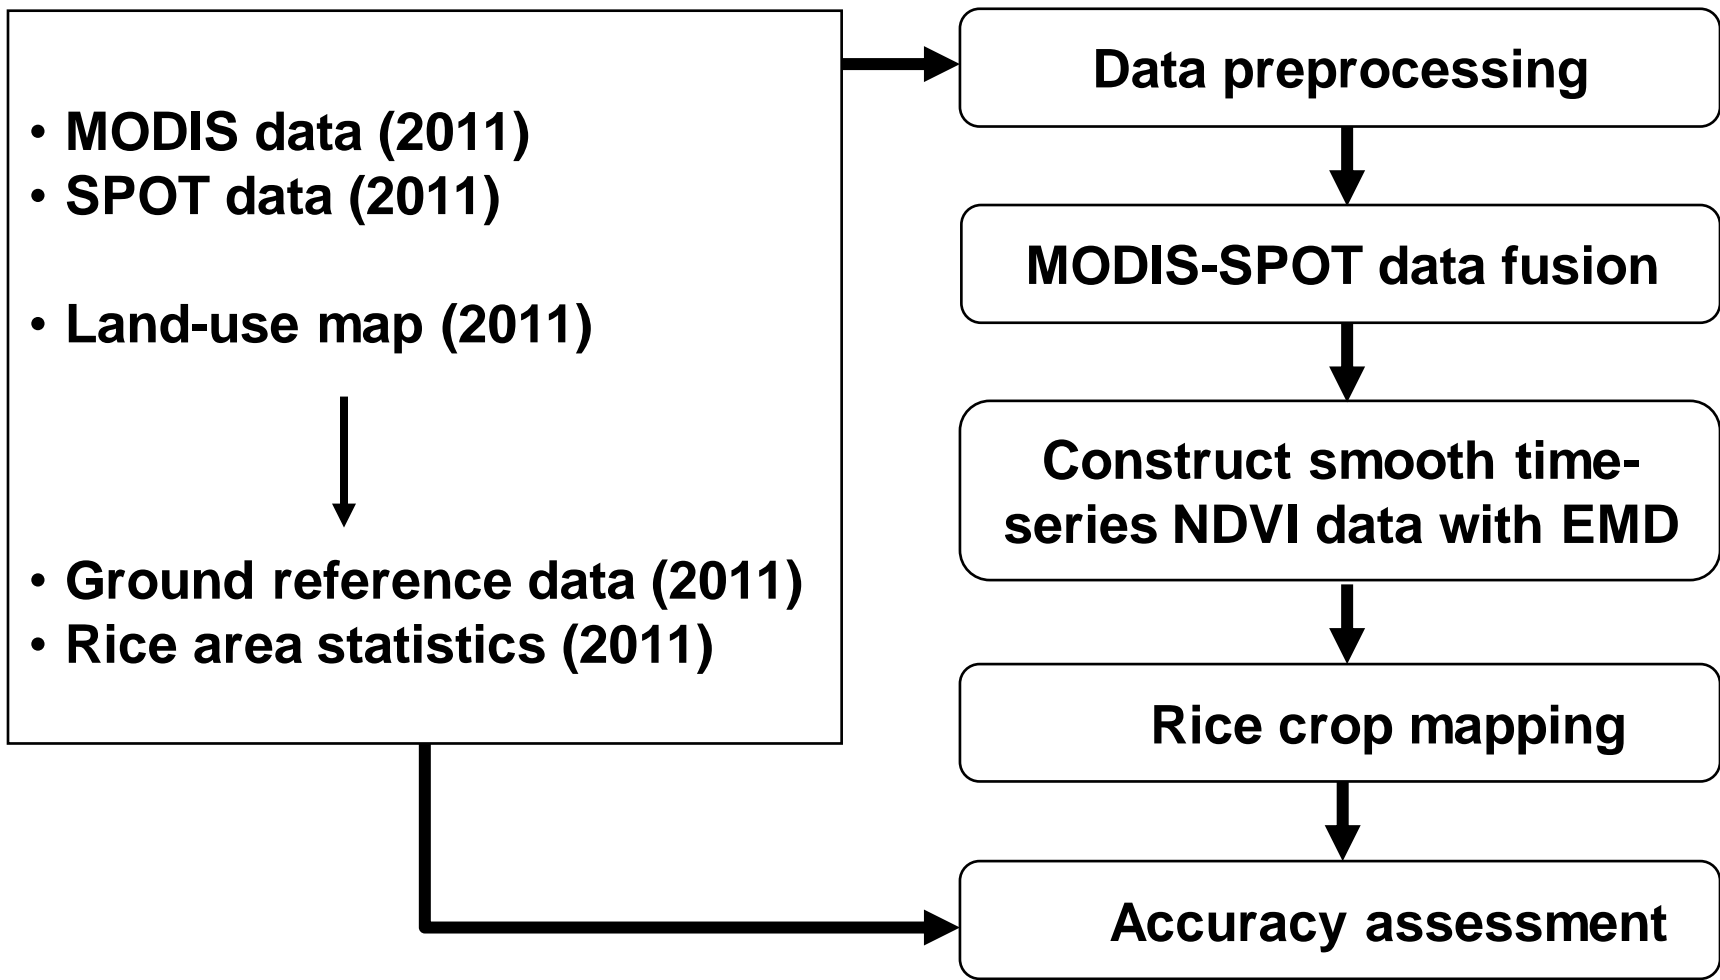 • MODIS data (2011)
• SPOT data (2011)
• Land-use map (2011)
• Ground reference data (2011)
• Rice area statistics (2011)
Data preprocessing
MODIS-SPOT data fusion
Construct smooth time-
series NDVI data with EMD
Rice crop mapping
Accuracy assessment